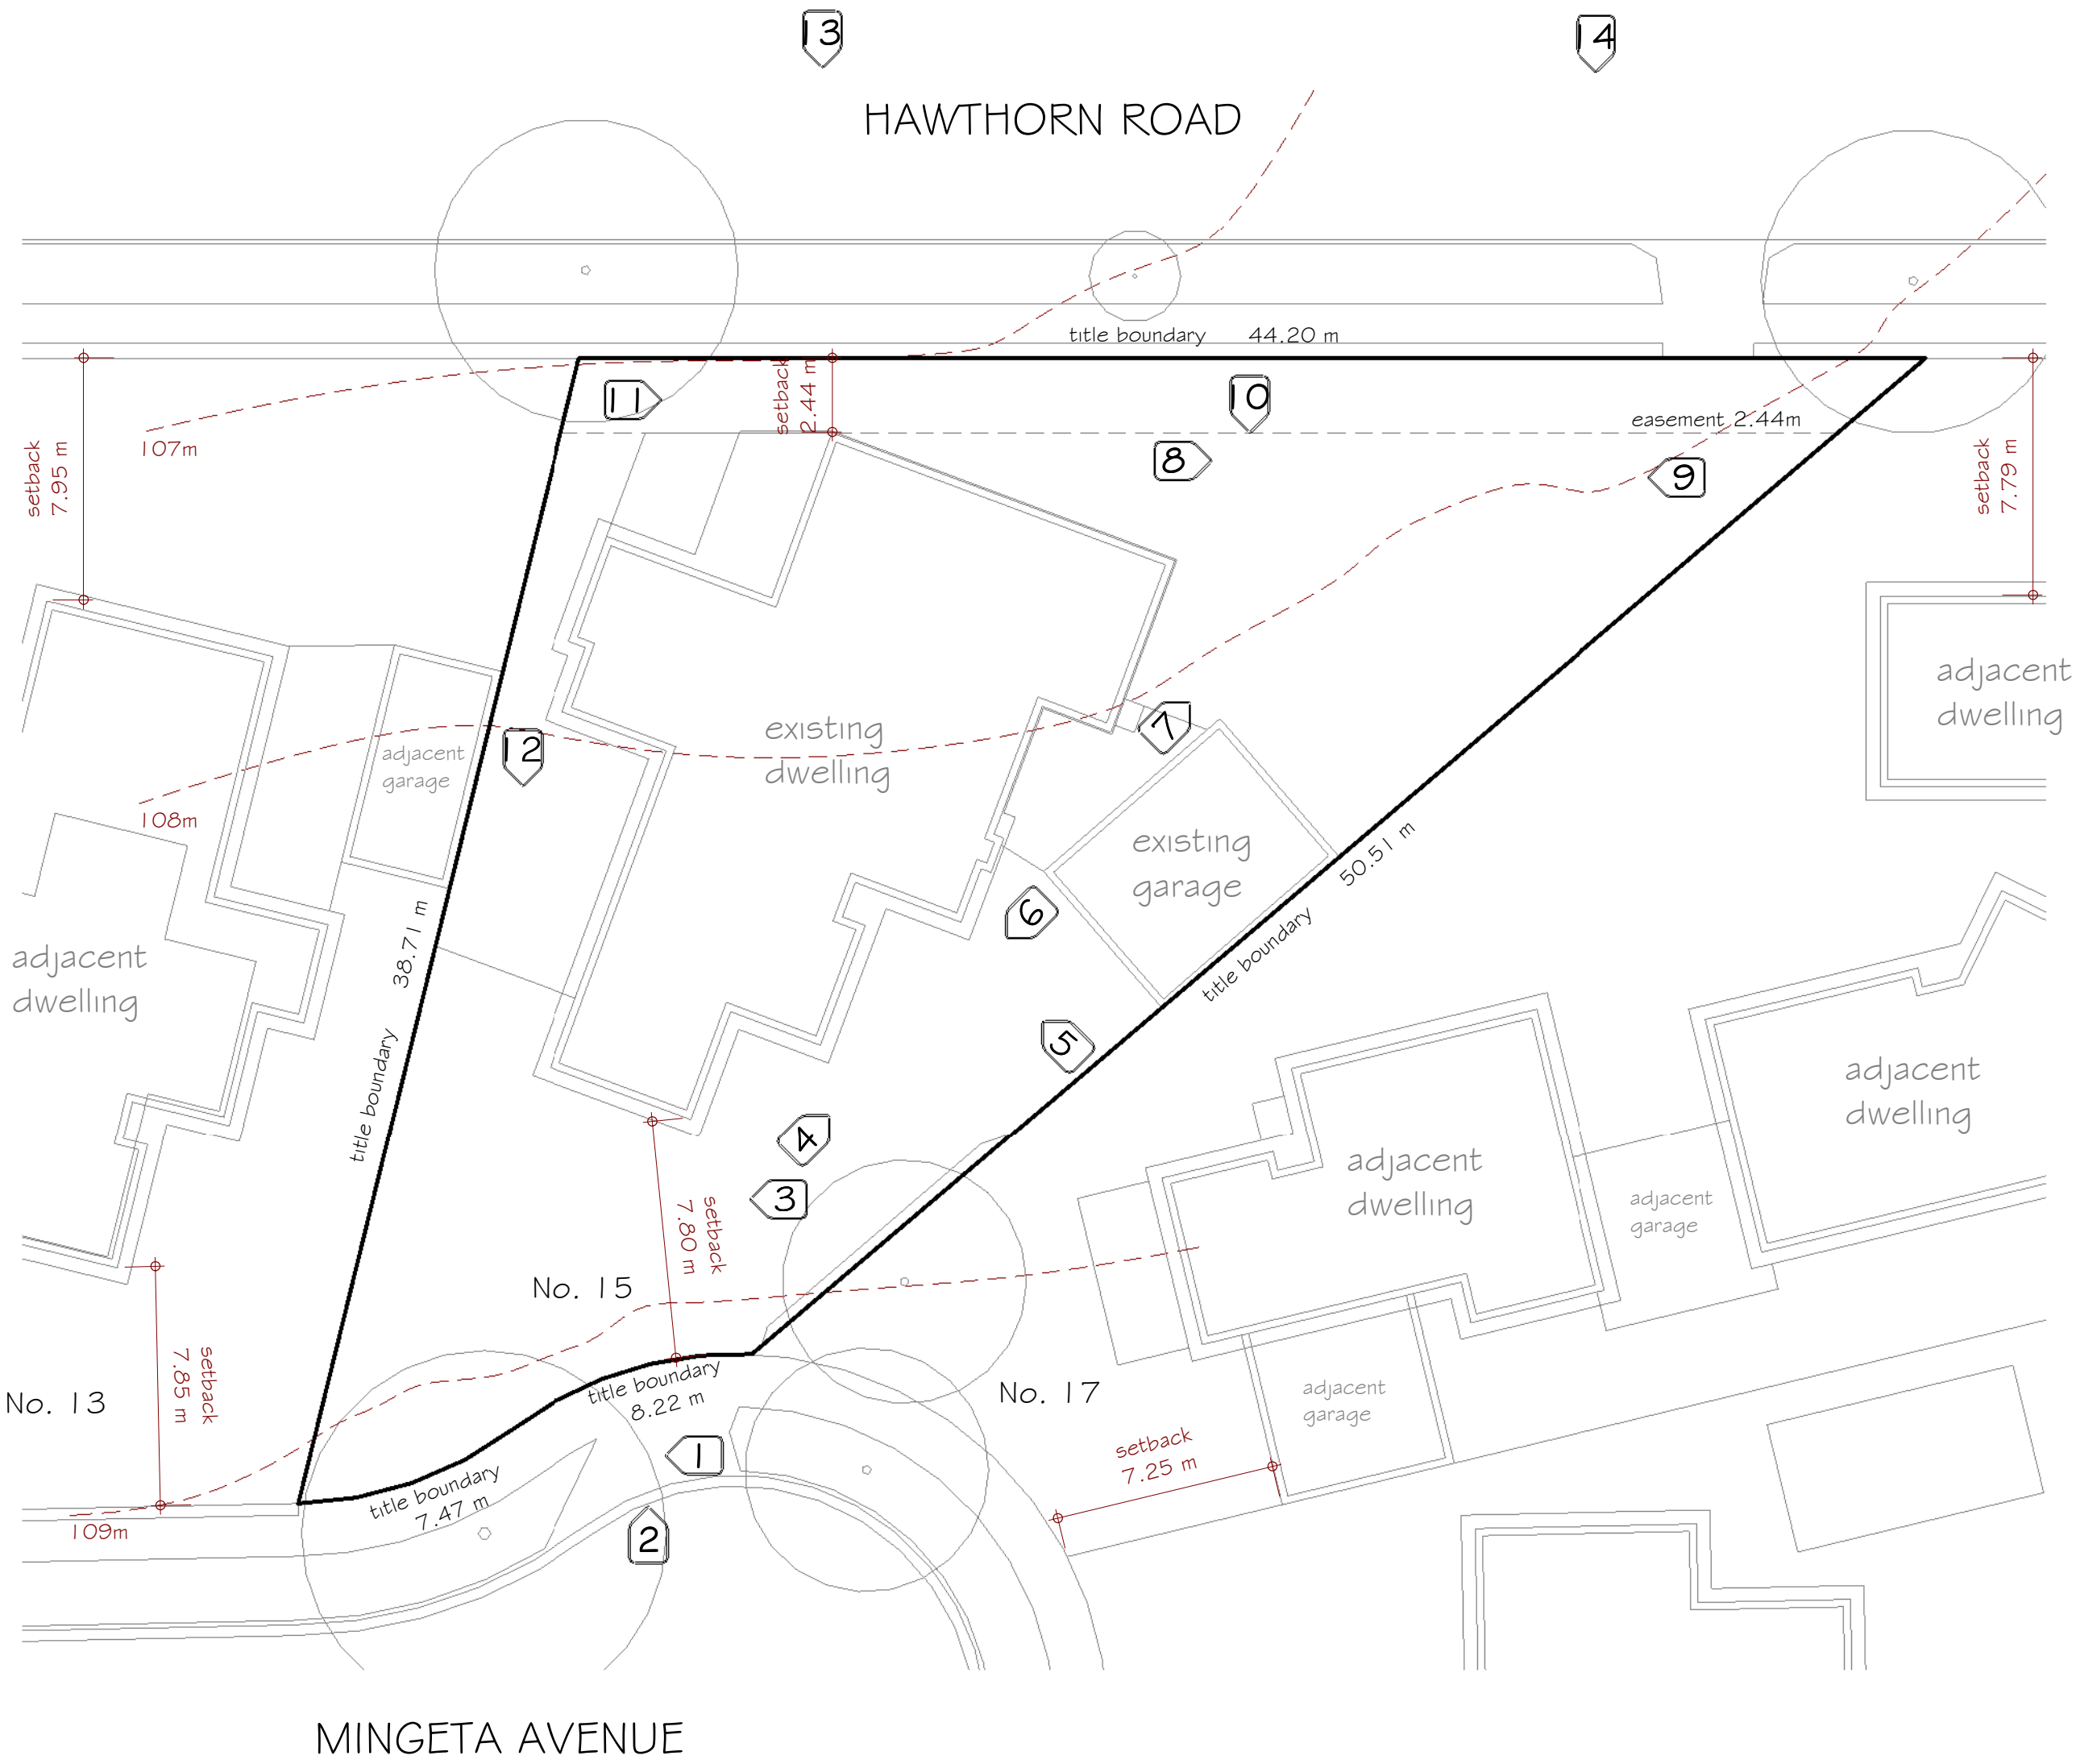 13
14
HAWTHORN ROAD
title boundary 44.20 m
11
setback
2.44 m
10
easement 2.44m
107m
setback
7.95 m
8
9
setback
7.79 m
adjacent
dwelling
7
existing
dwelling
12
adjacent
garage
108m
existing
garage
50.51 m
title boundary
6
38.71 m
title boundary
adjacent
dwelling
5
adjacent
dwelling
4
3
adjacent
dwelling
adjacent
garage
setback
7.80 m
No. 15
setback
7.85 m
No. 13
title boundary
8.22 m
No. 17
adjacent
garage
1
setback
7.25 m
title boundary
7.47 m
109m
2
MINGETA AVENUE